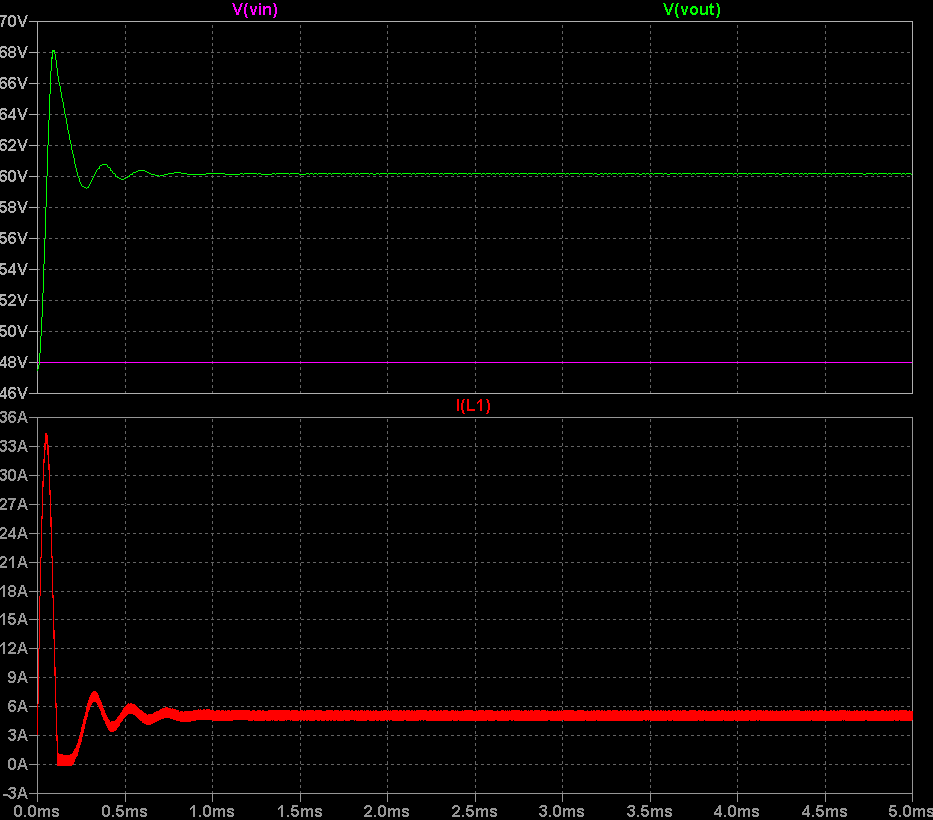 V(vin) V(vout)
70V
68V
66V
64V
62V
60V
58V
56V
54V
52V
50V
48V
46V
I(L1)
36A
33A
30A
27A
24A
21A
18A
15A
12A
9A
6A
3A
0A
-3A
0.0ms 0.5ms 1.0ms 1.5ms 2.0ms 2.5ms 3.0ms 3.5ms 4.0ms 4.5ms 5.0ms